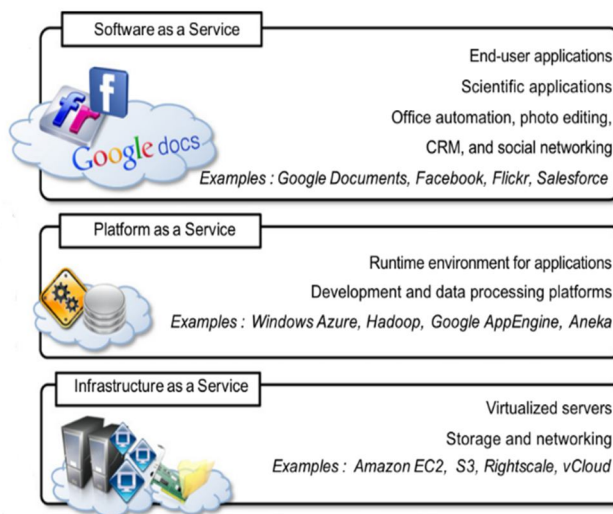 Software as a Service
End-user applications
Scientific applications
Office automation, photo editing,
CRM, and social networking
Examples : Google Documents, Facebook, Flickr, Salesforce
f
fr
Google docs
Platform as a Service
Runtime environment for applications
Development and data processing platforms
Examples : Windows Azure, Hadoop, Google AppEngine, Aneka
Infrastructure as a Service
Virtualized servers
Storage and networking
Examples : Amazon EC2, S3, Rightscale, vCloud